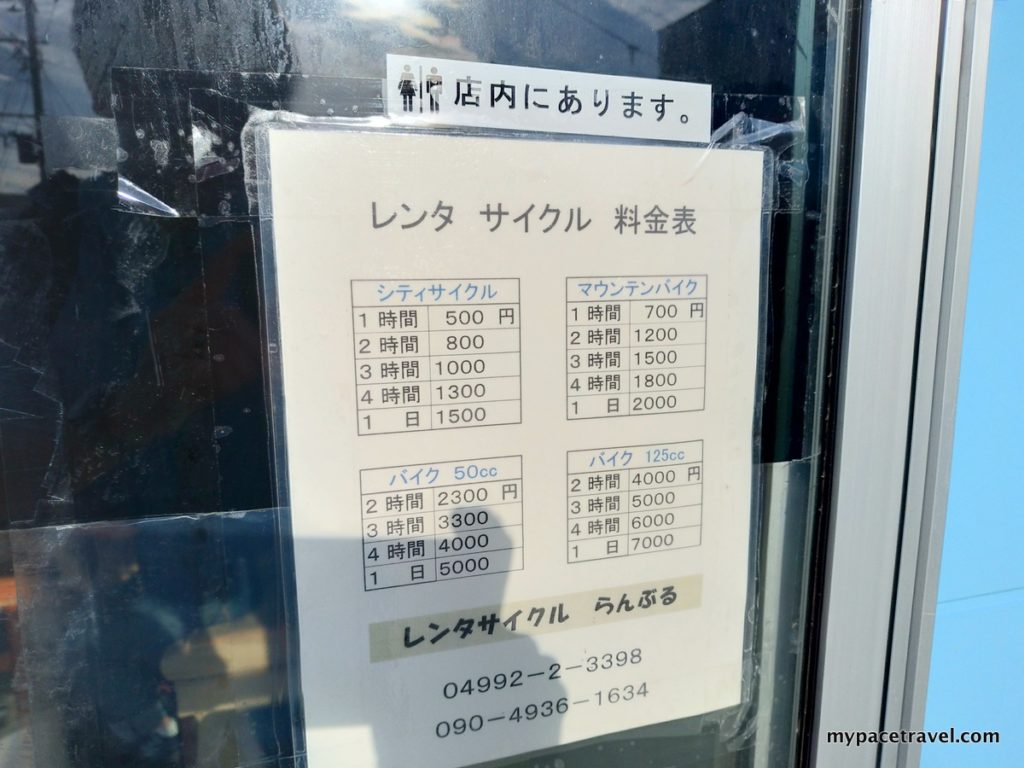 店内にあります。
レンタ サイクル 料金表
シティサイクル
1 時間 500 円
2 時間 800
3 時間 1000
4 時間 1300
1 日 1500
マウンテンバイク
1 時間 700 円
2 時間 1200
3 時間 1500
4 時間 1800
1 日 2000
バイク 50cc
2 時間 2300 円
3 時間 3300
4 時間 4000
1 日 5000
バイク 125cc
2 時間 4000 円
3 時間 5000
4 時間 6000
1 日 7000
レンタサイクル らんぶる
04992-2-3398
090-4936-1634
mypacetravel.com